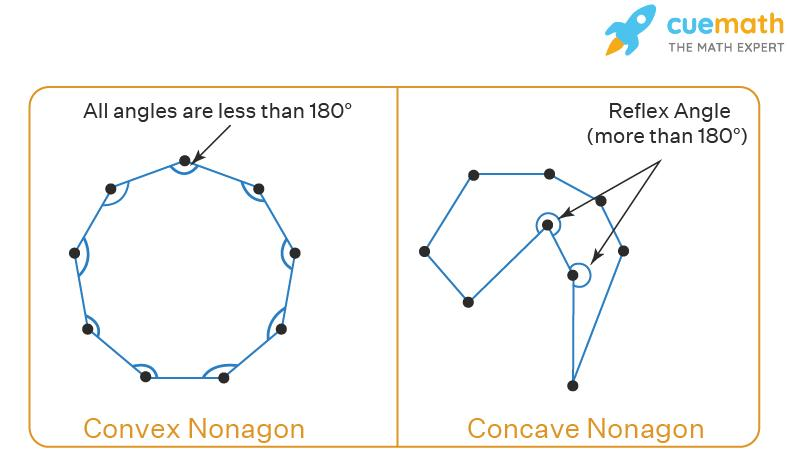 cuemath
THE MATH EXPERT
All angles are less than 180°
Reflex Angle
(more than 180°)
Convex Nonagon
Concave Nonagon